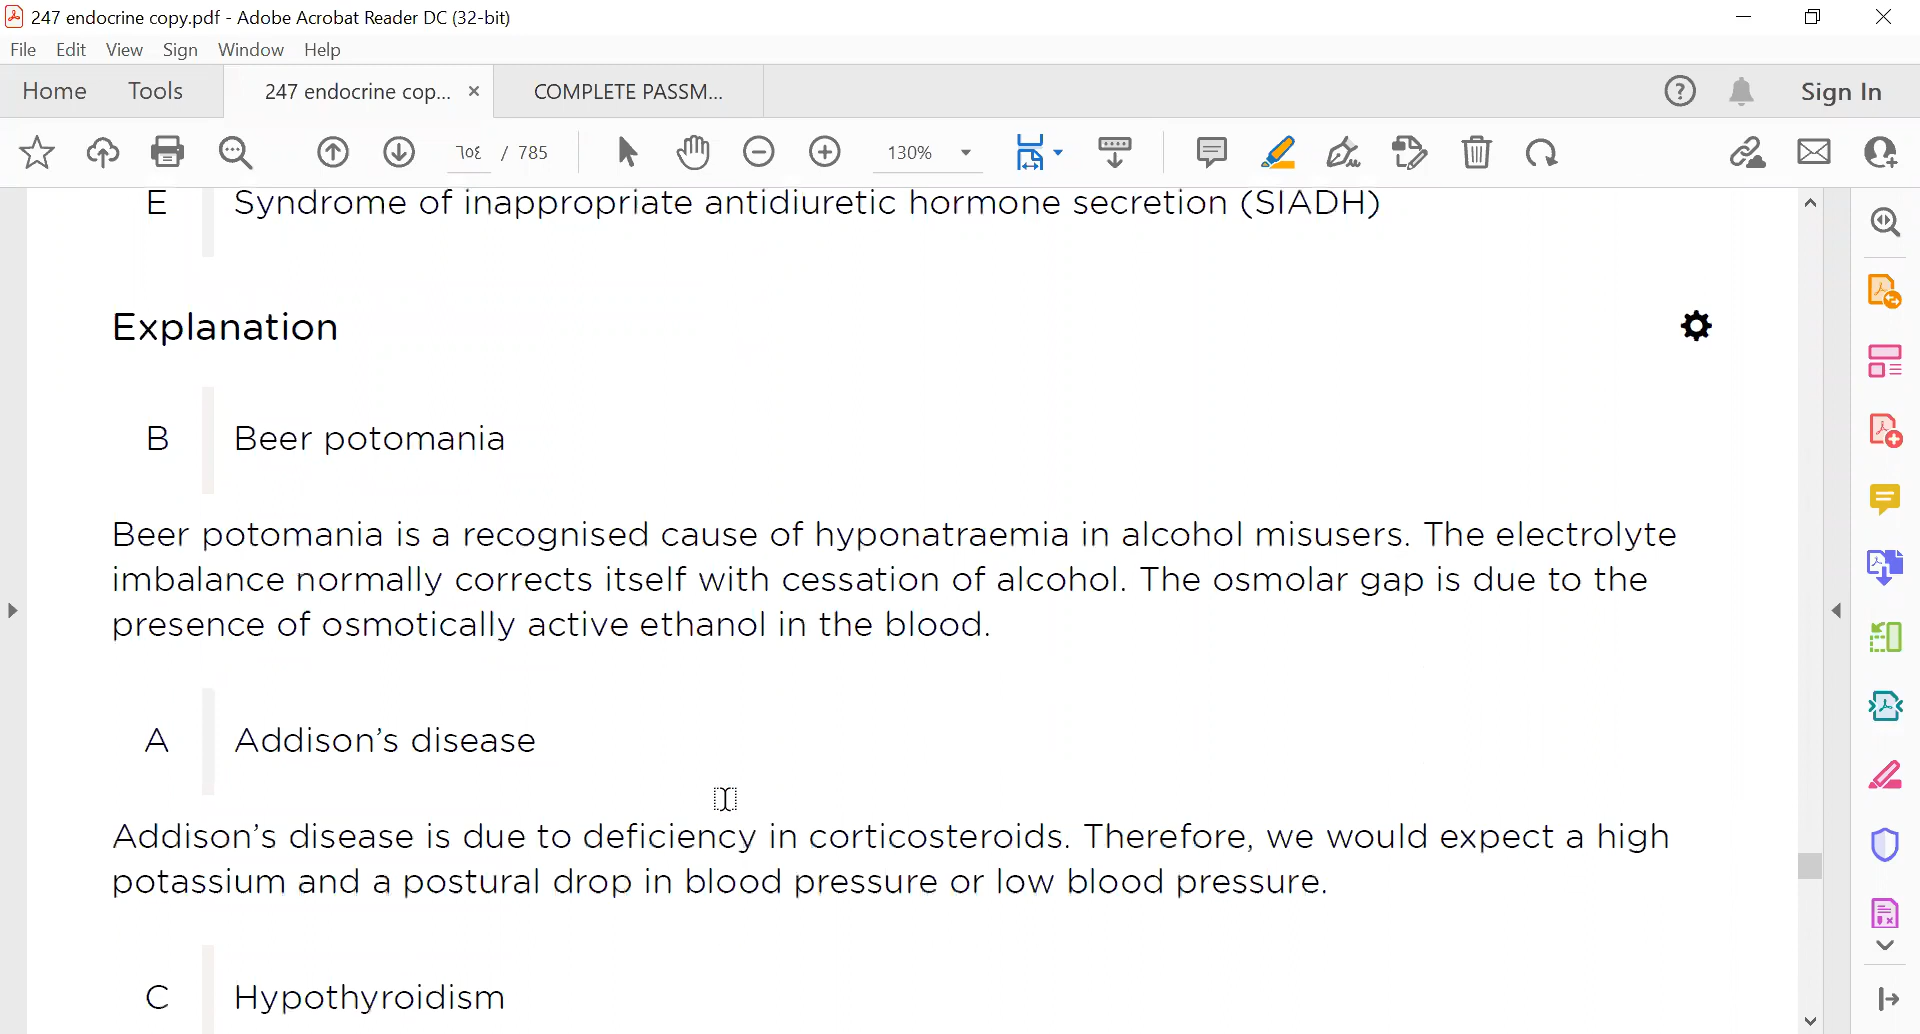 247 endocrine copy.pdf - Adobe Acrobat Reader DC (32-bit)
File Edit View Sign Window Help
Home Tools 247 endocrine cop... × COMPLETE PASSM... Sign In
٦٥٤ / 785 130%
E Syndrome of inappropriate antidiuretic hormone secretion (SIADH)
Explanation
B Beer potomania
Beer potomania is a recognised cause of hyponatraemia in alcohol misusers. The electrolyte
imbalance normally corrects itself with cessation of alcohol. The osmolar gap is due to the
presence of osmotically active ethanol in the blood.
A Addison’s disease
Addison’s disease is due to deficiency in corticosteroids. Therefore, we would expect a high
potassium and a postural drop in blood pressure or low blood pressure.
C Hypothyroidism